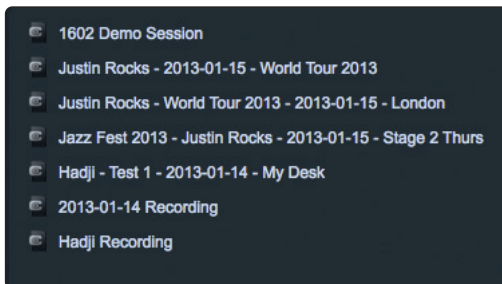 1602 Demo Session
Justin Rocks - 2013-01-15 - World Tour 2013
Justin Rocks - World Tour 2013 - 2013-01-15 - London
Jazz Fest 2013 - Justin Rocks - 2013-01-15 - Stage 2 Thurs
Hadji - Test 1 - 2013-01-14 - My Desk
2013-01-14 Recording
Hadji Recording